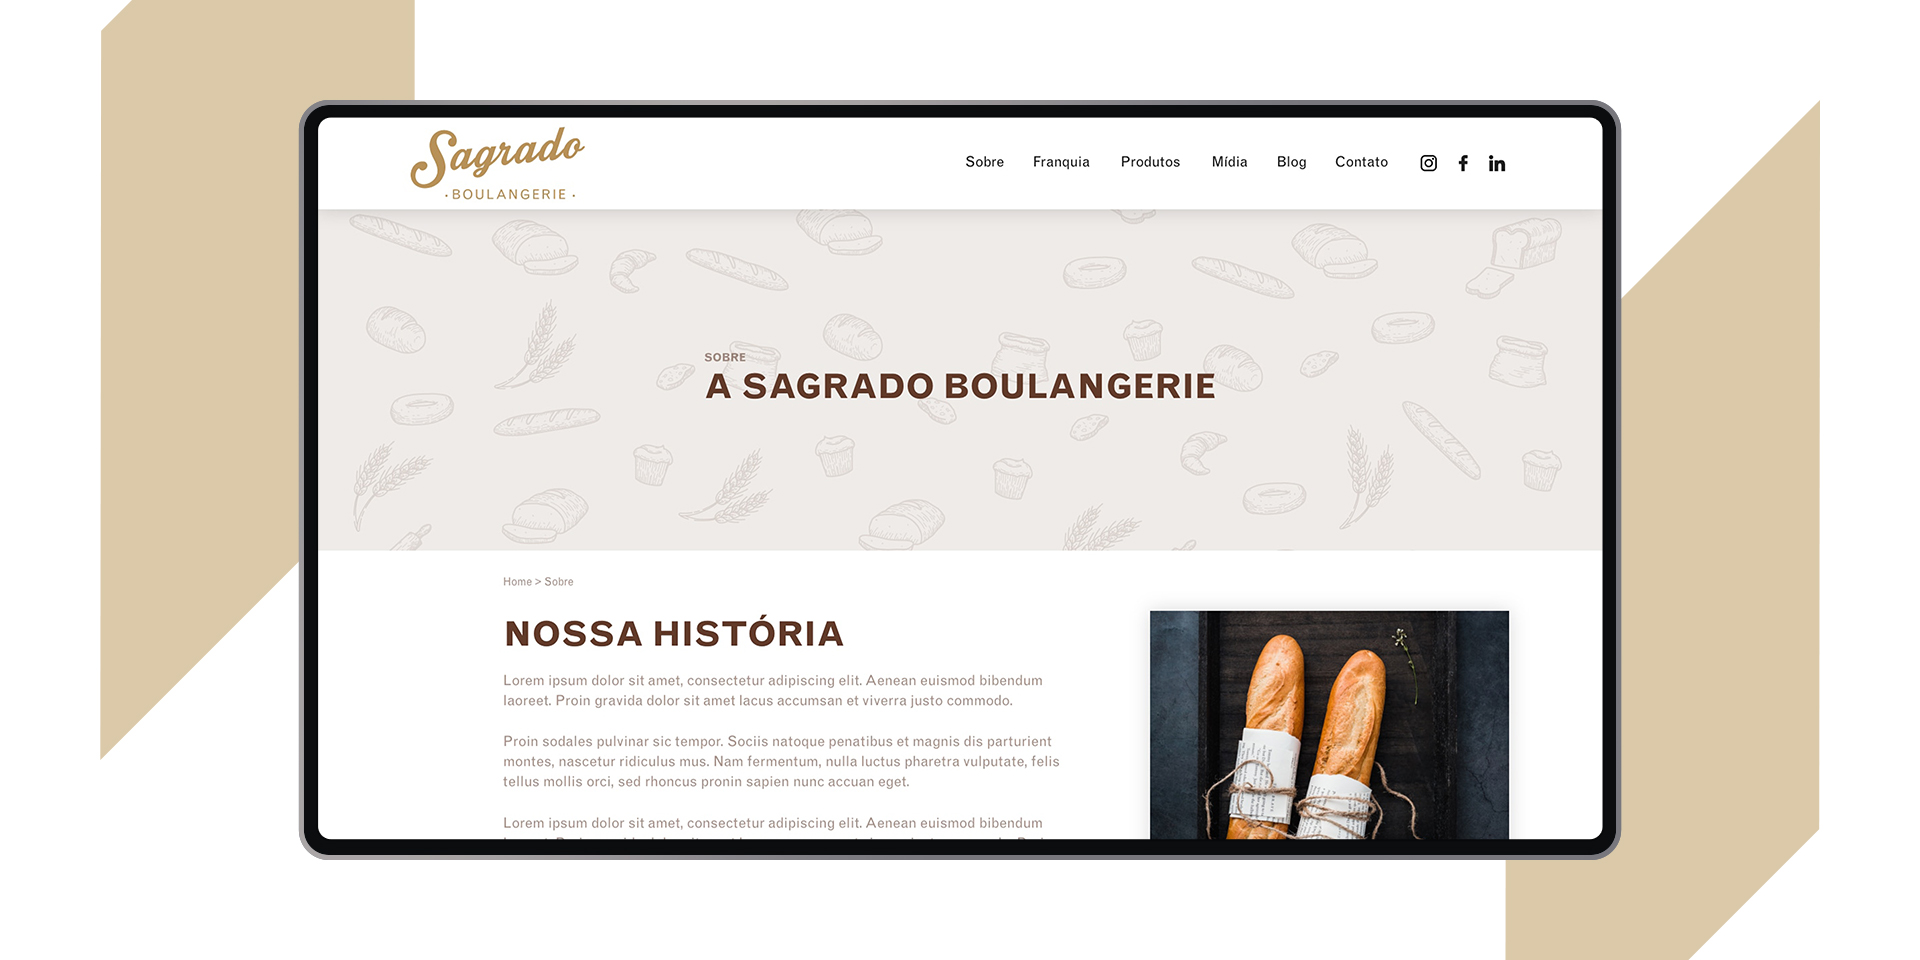 Sagrado
· BOULANGERIE ·
Sobre Franquia Produtos Mídia Blog Contato
SOBRE
A SAGRADO BOULANGERIE
Home > Sobre
NOSSA HISTÓRIA
Lorem ipsum dolor sit amet, consectetur adipiscing elit. Aenean euismod bibendum
laoreet. Proin gravida dolor sit amet lacus accumsan et viverra justo commodo.
Proin sodales pulvinar sic tempor. Sociis natoque penatibus et magnis dis parturient
montes, nascetur ridiculus mus. Nam fermentum, nulla luctus pharetra vulputate, felis
tellus mollis orci, sed rhoncus pronin sapien nunc accuan eget.
Lorem ipsum dolor sit amet, consectetur adipiscing elit. Aenean euismod bibendum